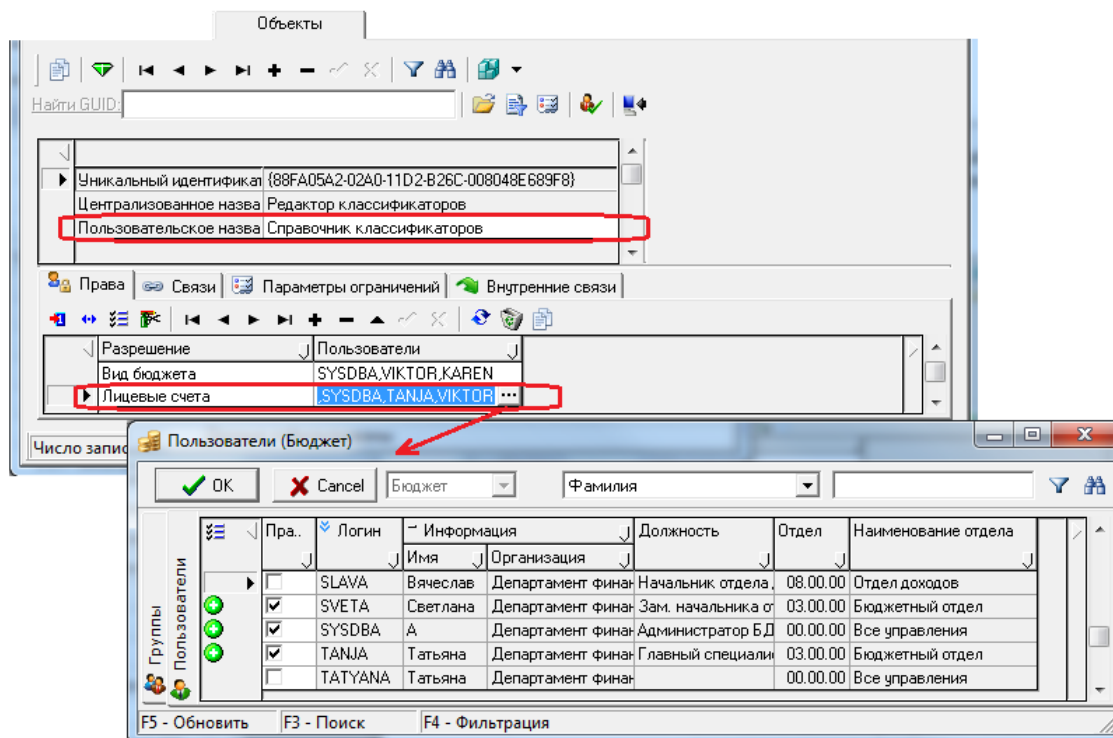 Объекты
Найти GUID:
Уникальный идентификат {88FA05A2-02A0-11D2-B26C-008048E689F8}
Централизованное назва Редактор классификаторов
Пользовательское назва Справочник классификаторов
Права Связи Параметры ограничений Внутренние связи
Разрешение Пользователи
Вид бюджета SYSDBA,VIKTOR,KAREN
Лицевые счета ,SYSDBA,TANJA,VIKTOR ...
Число запис
Пользователи (Бюджет)
OK Cancel Бюджет Фамилия
Группы
Пользователи
Пра.. Логин Информация Должность Отдел Наименование отдела
Имя Организация
SLAVA Вячеслав Департамент финан Начальник отдела, 08.00.00 Отдел доходов
SVETA Светлана Департамент финан Зам. начальника о 03.00.00 Бюджетный отдел
SYSDBA А Департамент финан Администратор БД 00.00.00 Все управления
TANJA Татьяна Департамент финан Главный специали 03.00.00 Бюджетный отдел
TATYANA Татьяна Департамент финан 00.00.00 Все управления
F5 - Обновить F3 - Поиск F4 - Фильтрация